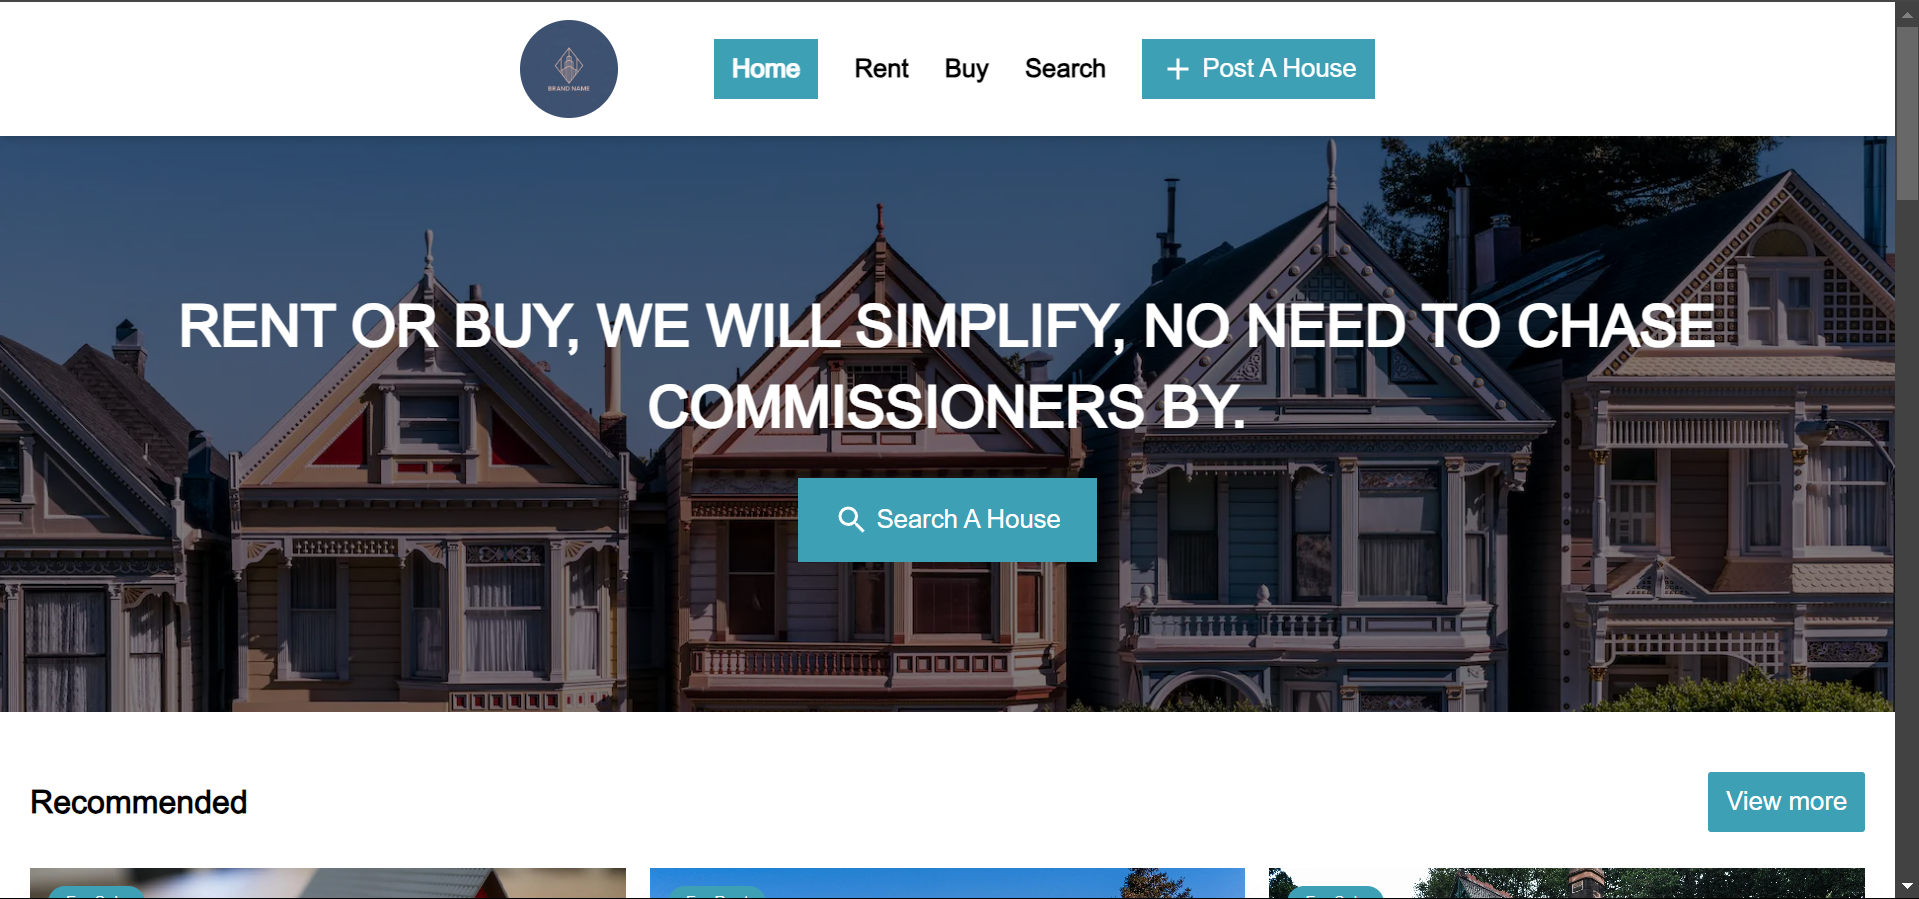 BRAND NAME
Home
Rent
Buy
Search
Post A House
RENT OR BUY, WE WILL SIMPLIFY, NO NEED TO CHASE
COMMISSIONERS BY.
Search A House
Recommended
View more